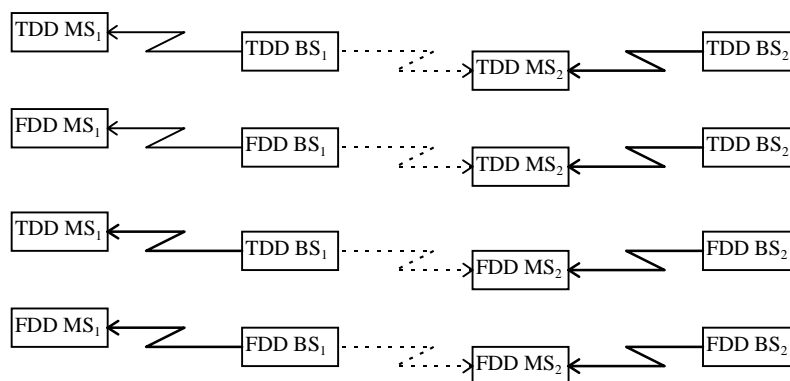 TDD MS₁ TDD BS₁ TDD MS₂ TDD BS₂
FDD MS₁ FDD BS₁ TDD MS₂ TDD BS₂
TDD MS₁ TDD BS₁ FDD MS₂ FDD BS₂
FDD MS₁ FDD BS₁ FDD MS₂ FDD BS₂